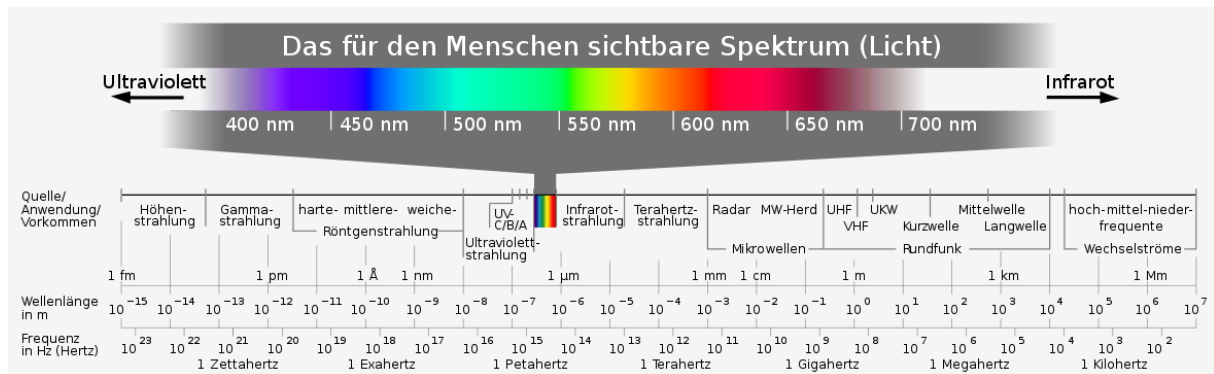 Das für den Menschen sichtbare Spektrum (Licht)
Ultraviolett
Infrarot
400 nm 450 nm 500 nm 550 nm 600 nm 650 nm 700 nm
Quelle/
Anwendung/
Vorkommen
Höhen-
strahlung
Gamma-
strahlung
harte- mittlere- weiche-
Röntgenstrahlung
UV-
C/B/A
Ultraviolett-
strahlung
Infrarot-
strahlung
Terahertz-
strahlung
Radar MW-Herd
Mikrowellen
UHF UKW Mittelwelle
VHF Kurzwelle Langwelle
Rundfunk
hoch-mittel-nieder-
frequente
Wechselströme
1 fm 1 pm 1 Å 1 nm 1 µm 1 mm 1 cm 1 m 1 km 1 Mm
Wellenlänge
in m
10⁻¹⁵ 10⁻¹⁴ 10⁻¹³ 10⁻¹² 10⁻¹¹ 10⁻¹⁰ 10⁻⁹ 10⁻⁸ 10⁻⁷ 10⁻⁶ 10⁻⁵ 10⁻⁴ 10⁻³ 10⁻² 10⁻¹ 10⁰ 10¹ 10² 10³ 10⁴ 10⁵ 10⁶ 10⁷
Frequenz
in Hz (Hertz)
10²³ 10²² 10²¹ 10²⁰ 10¹⁹ 10¹⁸ 10¹⁷ 10¹⁶ 10¹⁵ 10¹⁴ 10¹³ 10¹² 10¹¹ 10¹⁰ 10⁹ 10⁸ 10⁷ 10⁶ 10⁵ 10⁴ 10³ 10²
1 Zettahertz 1 Exahertz 1 Petahertz 1 Terahertz 1 Gigahertz 1 Megahertz 1 Kilohertz